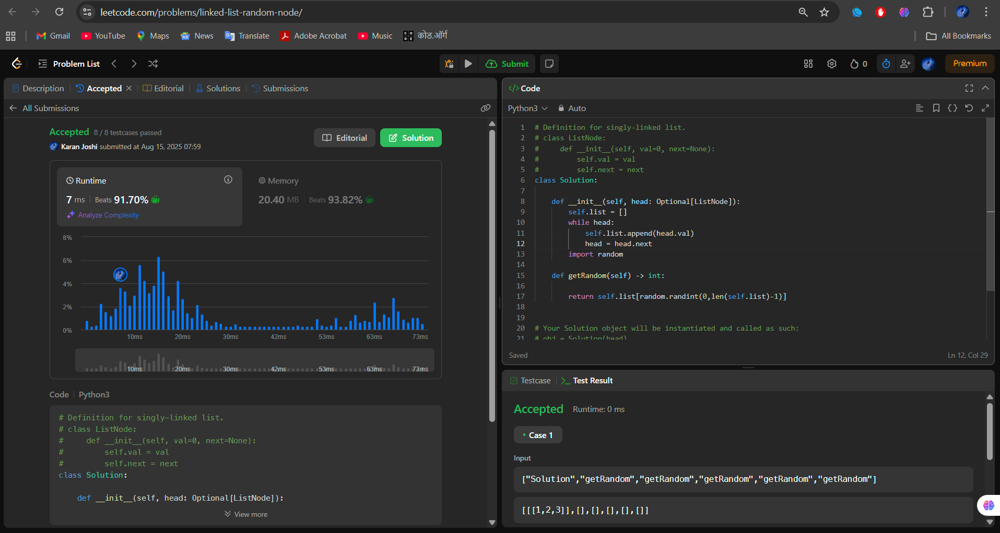 leetcode.com/problems/linked-list-random-node/
Gmail YouTube Maps News Translate Adobe Acrobat Music कोड.ऑर्ग All Bookmarks
Problem List Submit 0 Premium
Description Accepted Editorial Solutions Submissions
All Submissions
Accepted 8 / 8 testcases passed
Karan Joshi submitted at Aug 15, 2025 07:59
Editorial Solution
Runtime
7 ms Beats 91.70%
Analyze Complexity
Memory
20.40 MB Beats 93.82%
8%
6%
4%
2%
0%
10ms 20ms 30ms 42ms 53ms 63ms 73ms
10ms 20ms 30ms 42ms 53ms 63ms 73ms
Code Python3
# Definition for singly-linked list.
# class ListNode:
#     def __init__(self, val=0, next=None):
#         self.val = val
#         self.next = next
class Solution:
    def __init__(self, head: Optional[ListNode]):
View more
</> Code
Python3 Auto
1 # Definition for singly-linked list.
2 # class ListNode:
3 #     def __init__(self, val=0, next=None):
4 #         self.val = val
5 #         self.next = next
6 class Solution:
7
8     def __init__(self, head: Optional[ListNode]):
9         self.list = []
10         while head:
11             self.list.append(head.val)
12             head = head.next
13         import random
14
15     def getRandom(self) -> int:
16
17         return self.list[random.randint(0,len(self.list)-1)]
18
19
20 # Your Solution object will be instantiated and called as such:
21 # obj = Solution(head)
Saved Ln 12, Col 29
Testcase Test Result
Accepted Runtime: 0 ms
Case 1
Input
["Solution","getRandom","getRandom","getRandom","getRandom","getRandom"]
[[[1,2,3]],[],[],[],[],[]]